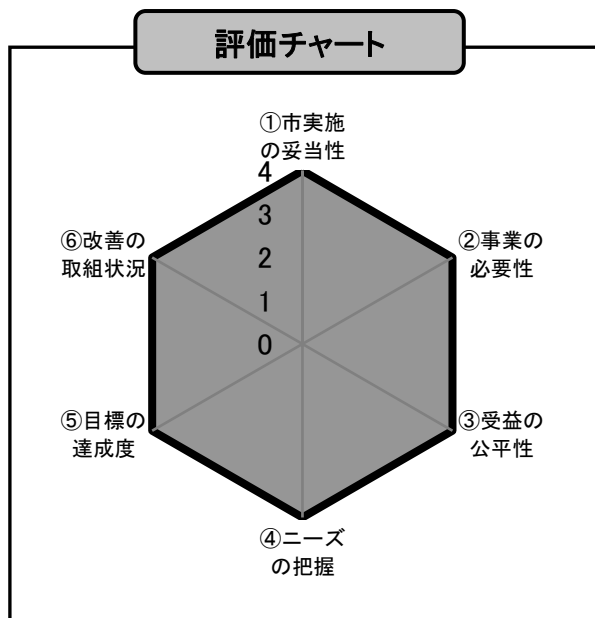 評価チャート
①市実施
の妥当性
4
3
2
1
0
②事業の
必要性
③受益の
公平性
④ニーズ
の把握
⑤目標の
達成度
⑥改善の
取組状況